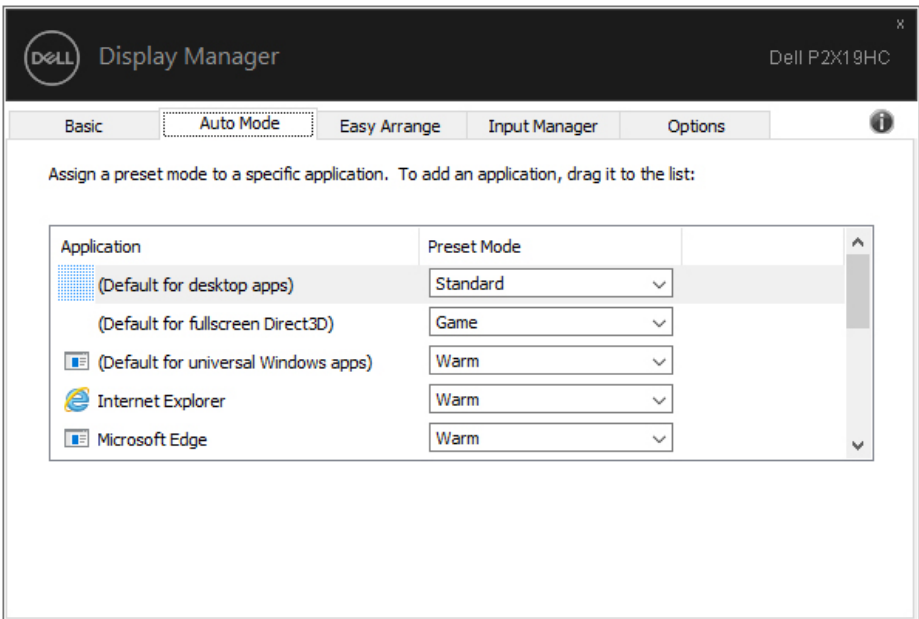 x
DELL Display Manager Dell P2X19HC
Basic Auto Mode Easy Arrange Input Manager Options i
Assign a preset mode to a specific application. To add an application, drag it to the list:
Application Preset Mode
(Default for desktop apps) Standard
(Default for fullscreen Direct3D) Game
(Default for universal Windows apps) Warm
Internet Explorer Warm
Microsoft Edge Warm